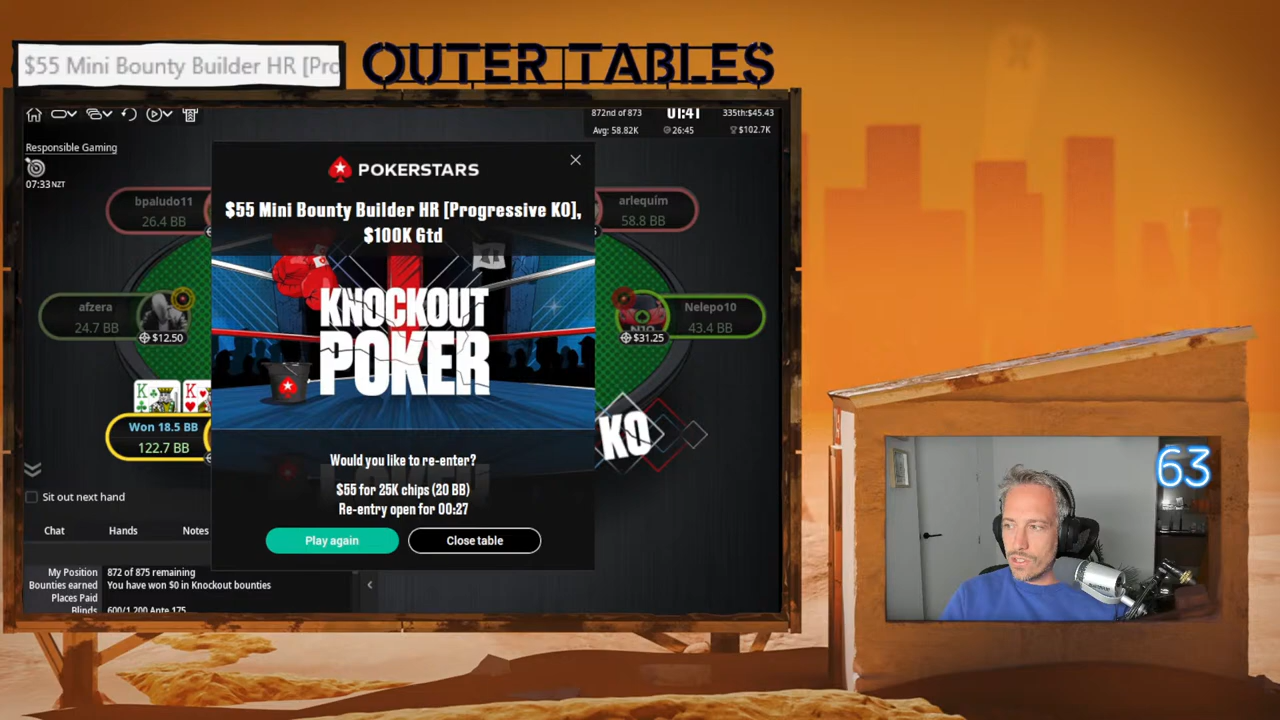 $55 Mini Bounty Builder HR [Pro
OUTER TABLES
872nd of 873
01:41
335th:$45.43
Avg: 58.82K
26:45
$102.7K
Responsible Gaming
07:33 NZT
POKERSTARS
$55 Mini Bounty Builder HR [Progressive KO],
$100K Gtd
bpaludo11
26.4 BB
arlequím
58.8 BB
KNOCKOUT
POKER
afzera
24.7 BB
$12.50
Nelepo10
43.4 BB
$31.25
K
K
Won 18.5 BB
122.7 BB
KO
63
Would you like to re-enter?
$55 for 25K chips (20 BB)
Re-entry open for 00:27
Sit out next hand
Play again
Close table
Chat
Hands
Notes
My Position
872 of 875 remaining
Bounties earned
You have won $0 in Knockout bounties
Places Paid
Blinds
600/1,200 Ante 175